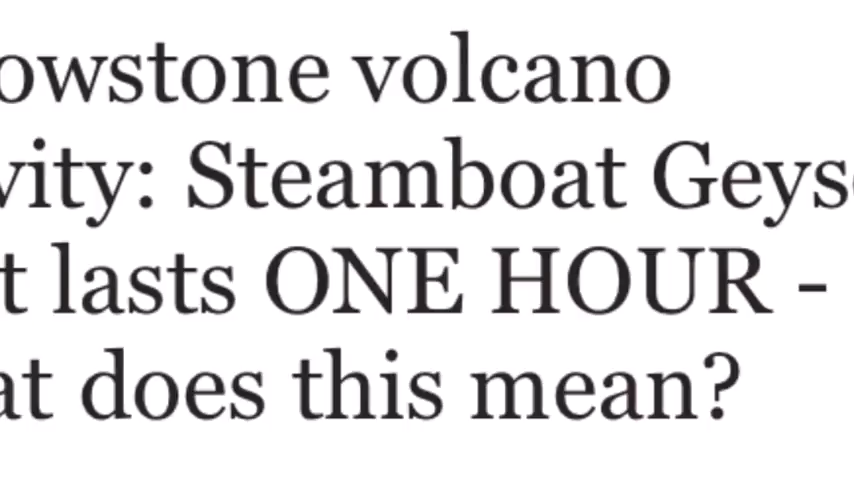 owstone volcano
vity: Steamboat Geys
t lasts ONE HOUR -
at does this mean?